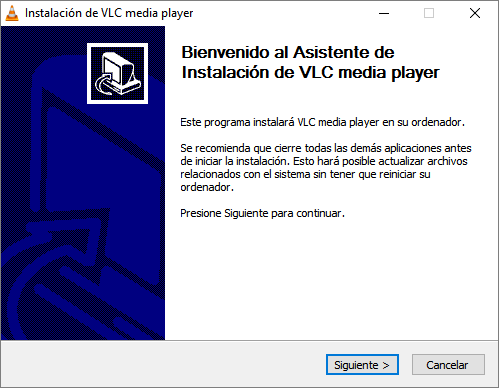 Instalación de VLC media player
Bienvenido al Asistente de
Instalación de VLC media player
Este programa instalará VLC media player en su ordenador.
Se recomienda que cierre todas las demás aplicaciones antes
de iniciar la instalación. Esto hará posible actualizar archivos
relacionados con el sistema sin tener que reiniciar su
ordenador.
Presione Siguiente para continuar.
Siguiente >
Cancelar